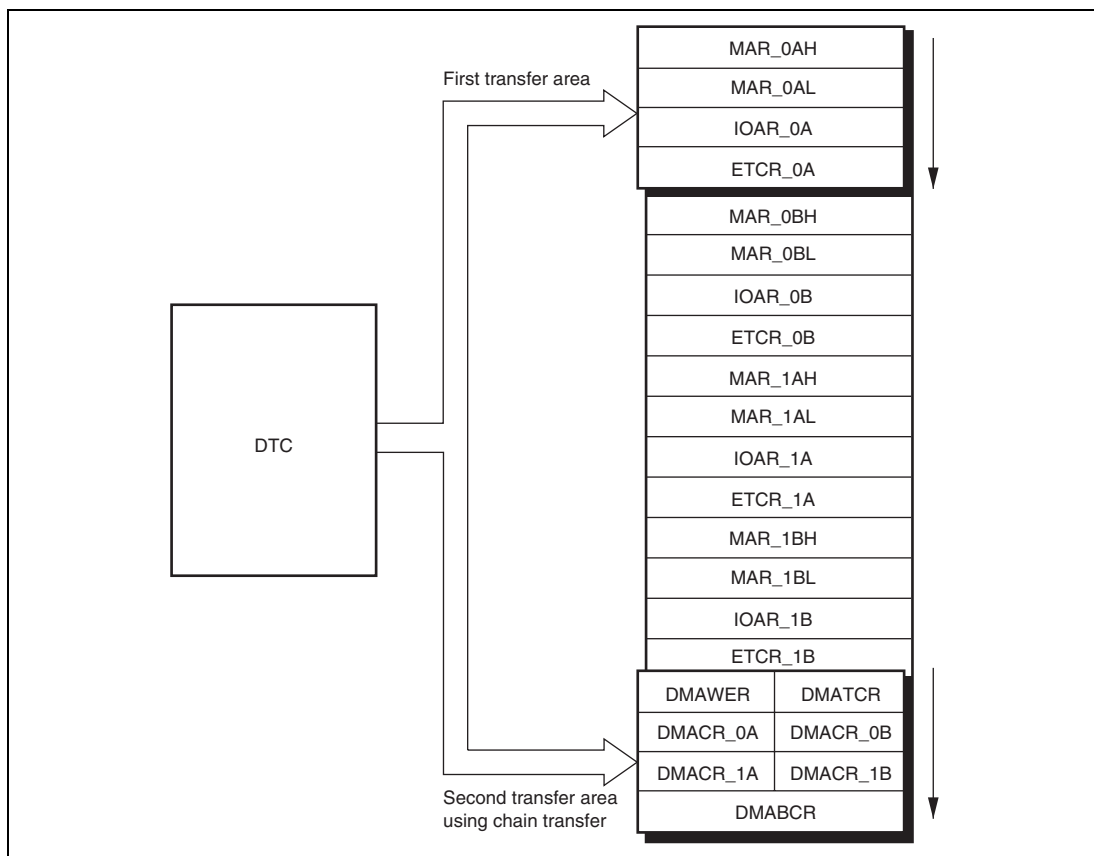 First transfer area
MAR_0AH
MAR_0AL
IOAR_0A
ETCR_0A
MAR_0BH
MAR_0BL
IOAR_0B
ETCR_0B
MAR_1AH
MAR_1AL
IOAR_1A
ETCR_1A
MAR_1BH
MAR_1BL
IOAR_1B
ETCR_1B
DTC
DMAWER DMATCR
DMACR_0A DMACR_0B
DMACR_1A DMACR_1B
DMABCR
Second transfer area
using chain transfer